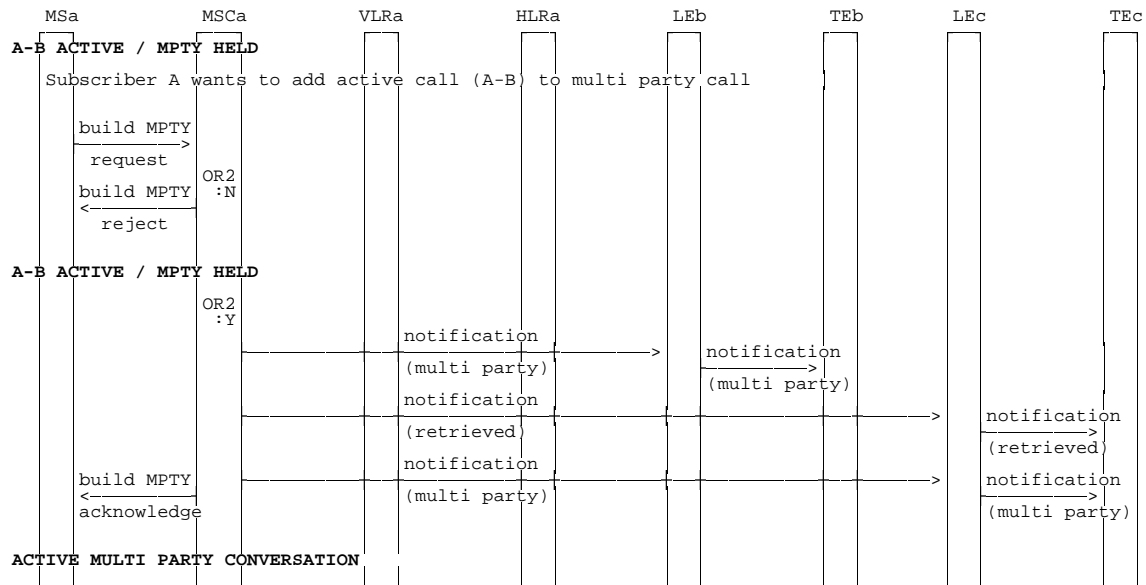 MSa MSCa VLRa HLRa LEb TEb LEc TEc
A-B ACTIVE / MPTY HELD
Subscriber A wants to add active call (A-B) to multi party call
build MPTY
request
OR2
build MPTY :N
reject
A-B ACTIVE / MPTY HELD
OR2
:Y
notification
notification
(multi party)
(multi party)
notification
notification
(retrieved)
(retrieved)
notification
build MPTY notification
(multi party)
acknowledge (multi party)
ACTIVE MULTI PARTY CONVERSATION